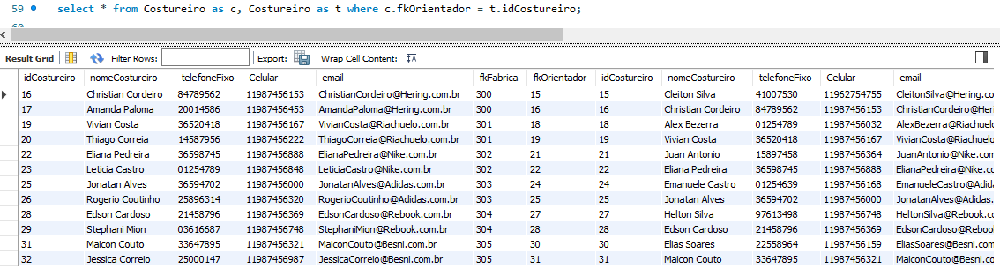 59 select * from Costureiro as c, Costureiro as t where c.fkOrientador = t.idCostureiro;
60
Result Grid Filter Rows: Export: Wrap Cell Content:
idCostureiro nomeCostureiro telefoneFixo Celular email fkFabrica fkOrientador idCostureiro nomeCostureiro telefoneFixo Celular email
16 Christian Cordeiro 84789562 11987456153 ChristianCordeiro@Hering.com.br 300 15 15 Cleiton Silva 41007530 11962754755 CleitonSilva@Hering.co
17 Amanda Paloma 20014586 11987456453 AmandaPaloma@Hering.com.br 300 16 16 Christian Cordeiro 84789562 11987456153 ChristianCordeiro@Herin
19 Vivian Costa 36520418 11987456167 VivianCosta@Riachuelo.com.br 301 18 18 Alex Bezerra 01254789 11987456032 AlexBezerra@Riachuelo.
20 Thiago Correia 14587956 11987456222 ThiagoCorreia@Riachuelo.com.br 301 19 19 Vivian Costa 36520418 11987456167 VivianCosta@Riachuelo.c
22 Eliana Pedreira 36598745 11987456888 ElianaPedreira@Nike.com.br 302 21 21 Juan Antonio 15897458 11987456364 JuanAntonio@Nike.com.b
23 Leticia Castro 01254789 11987456848 LeticiaCastro@Nike.com.br 302 22 22 Eliana Pedreira 36598745 11987456888 ElianaPedreira@Nike.com
25 Jonatan Alves 36594702 11987456000 JonatanAlves@Adidas.com.br 303 24 24 Emanuele Castro 01254639 11987456168 EmanueleCastro@Adidas.
26 Rogerio Coutinho 25896314 11987456320 RogerioCoutinho@Adidas.com.br 303 25 25 Jonatan Alves 36594702 11987456000 JonatanAlves@Adidas.co
28 Edson Cardoso 21458796 11987456369 EdsonCardoso@Rebook.com.br 304 27 27 Helton Silva 97613498 11987456748 HeltonSilva@Rebook.com
29 Stephani Mion 03616687 11987456748 StephaniMion@Rebook.com.br 304 28 28 Edson Cardoso 21458796 11987456369 EdsonCardoso@Rebook.c
31 Maicon Couto 33647895 11987456321 MaiconCouto@Besni.com.br 305 30 30 Elias Soares 22558964 11987456159 EliasSoares@Besni.com.b
32 Jessica Correio 25000147 11987456987 JessicaCorreio@Besni.com.br 305 31 31 Maicon Couto 33647895 11987456321 MaiconCouto@Besni.com.